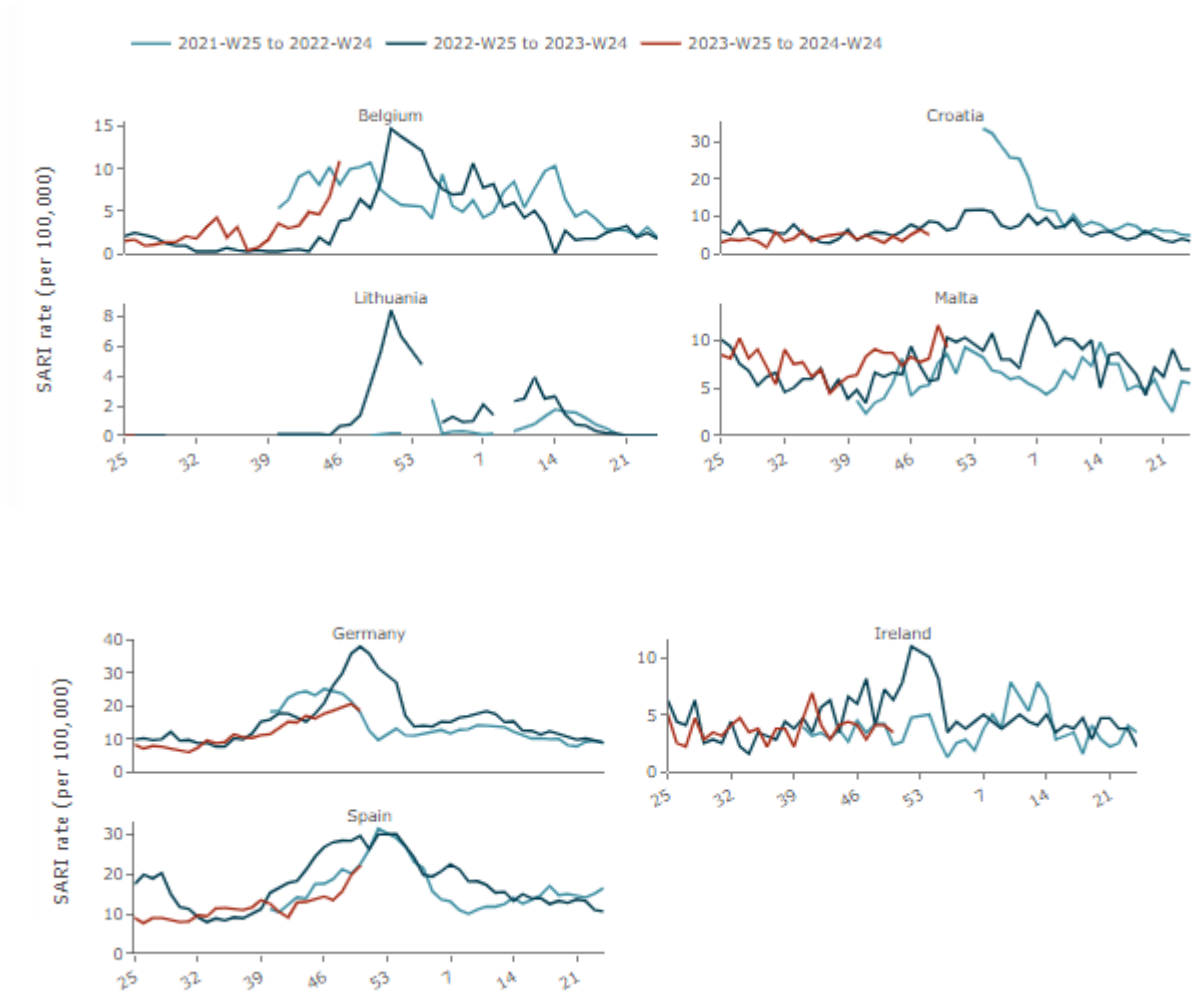 2021-W25 to 2022-W24 2022-W25 to 2023-W24 2023-W25 to 2024-W24
SARI rate (per 100,000)
Belgium
15
10
5
0
Croatia
30
20
10
0
Lithuania
8
6
4
2
0
25 32 39 46 53 7 14 21
Malta
10
5
0
25 32 39 46 53 7 14 21
SARI rate (per 100,000)
Germany
40
30
20
10
0
Ireland
10
5
0
25 32 39 46 53 7 14 21
Spain
30
20
10
0
25 32 39 46 53 7 14 21